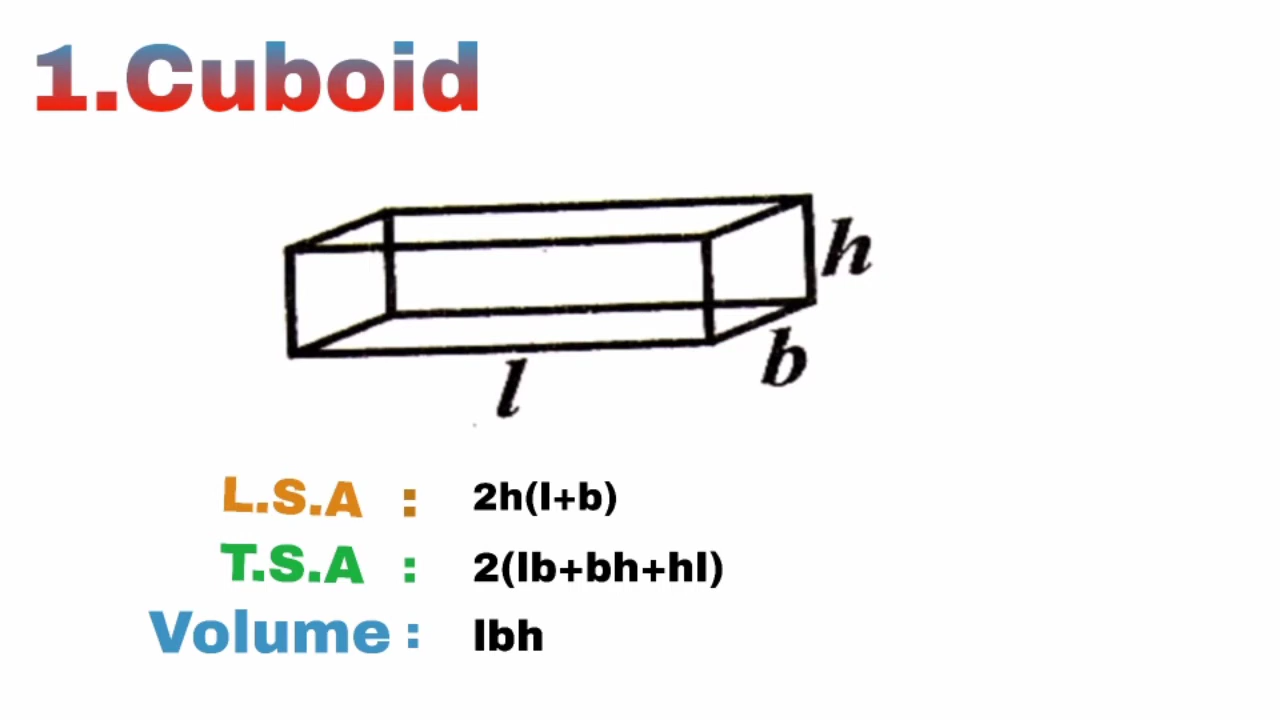 1.Cuboid
h
b
l
L.S.A : 2h(l+b)
T.S.A : 2(lb+bh+hl)
Volume : lbh